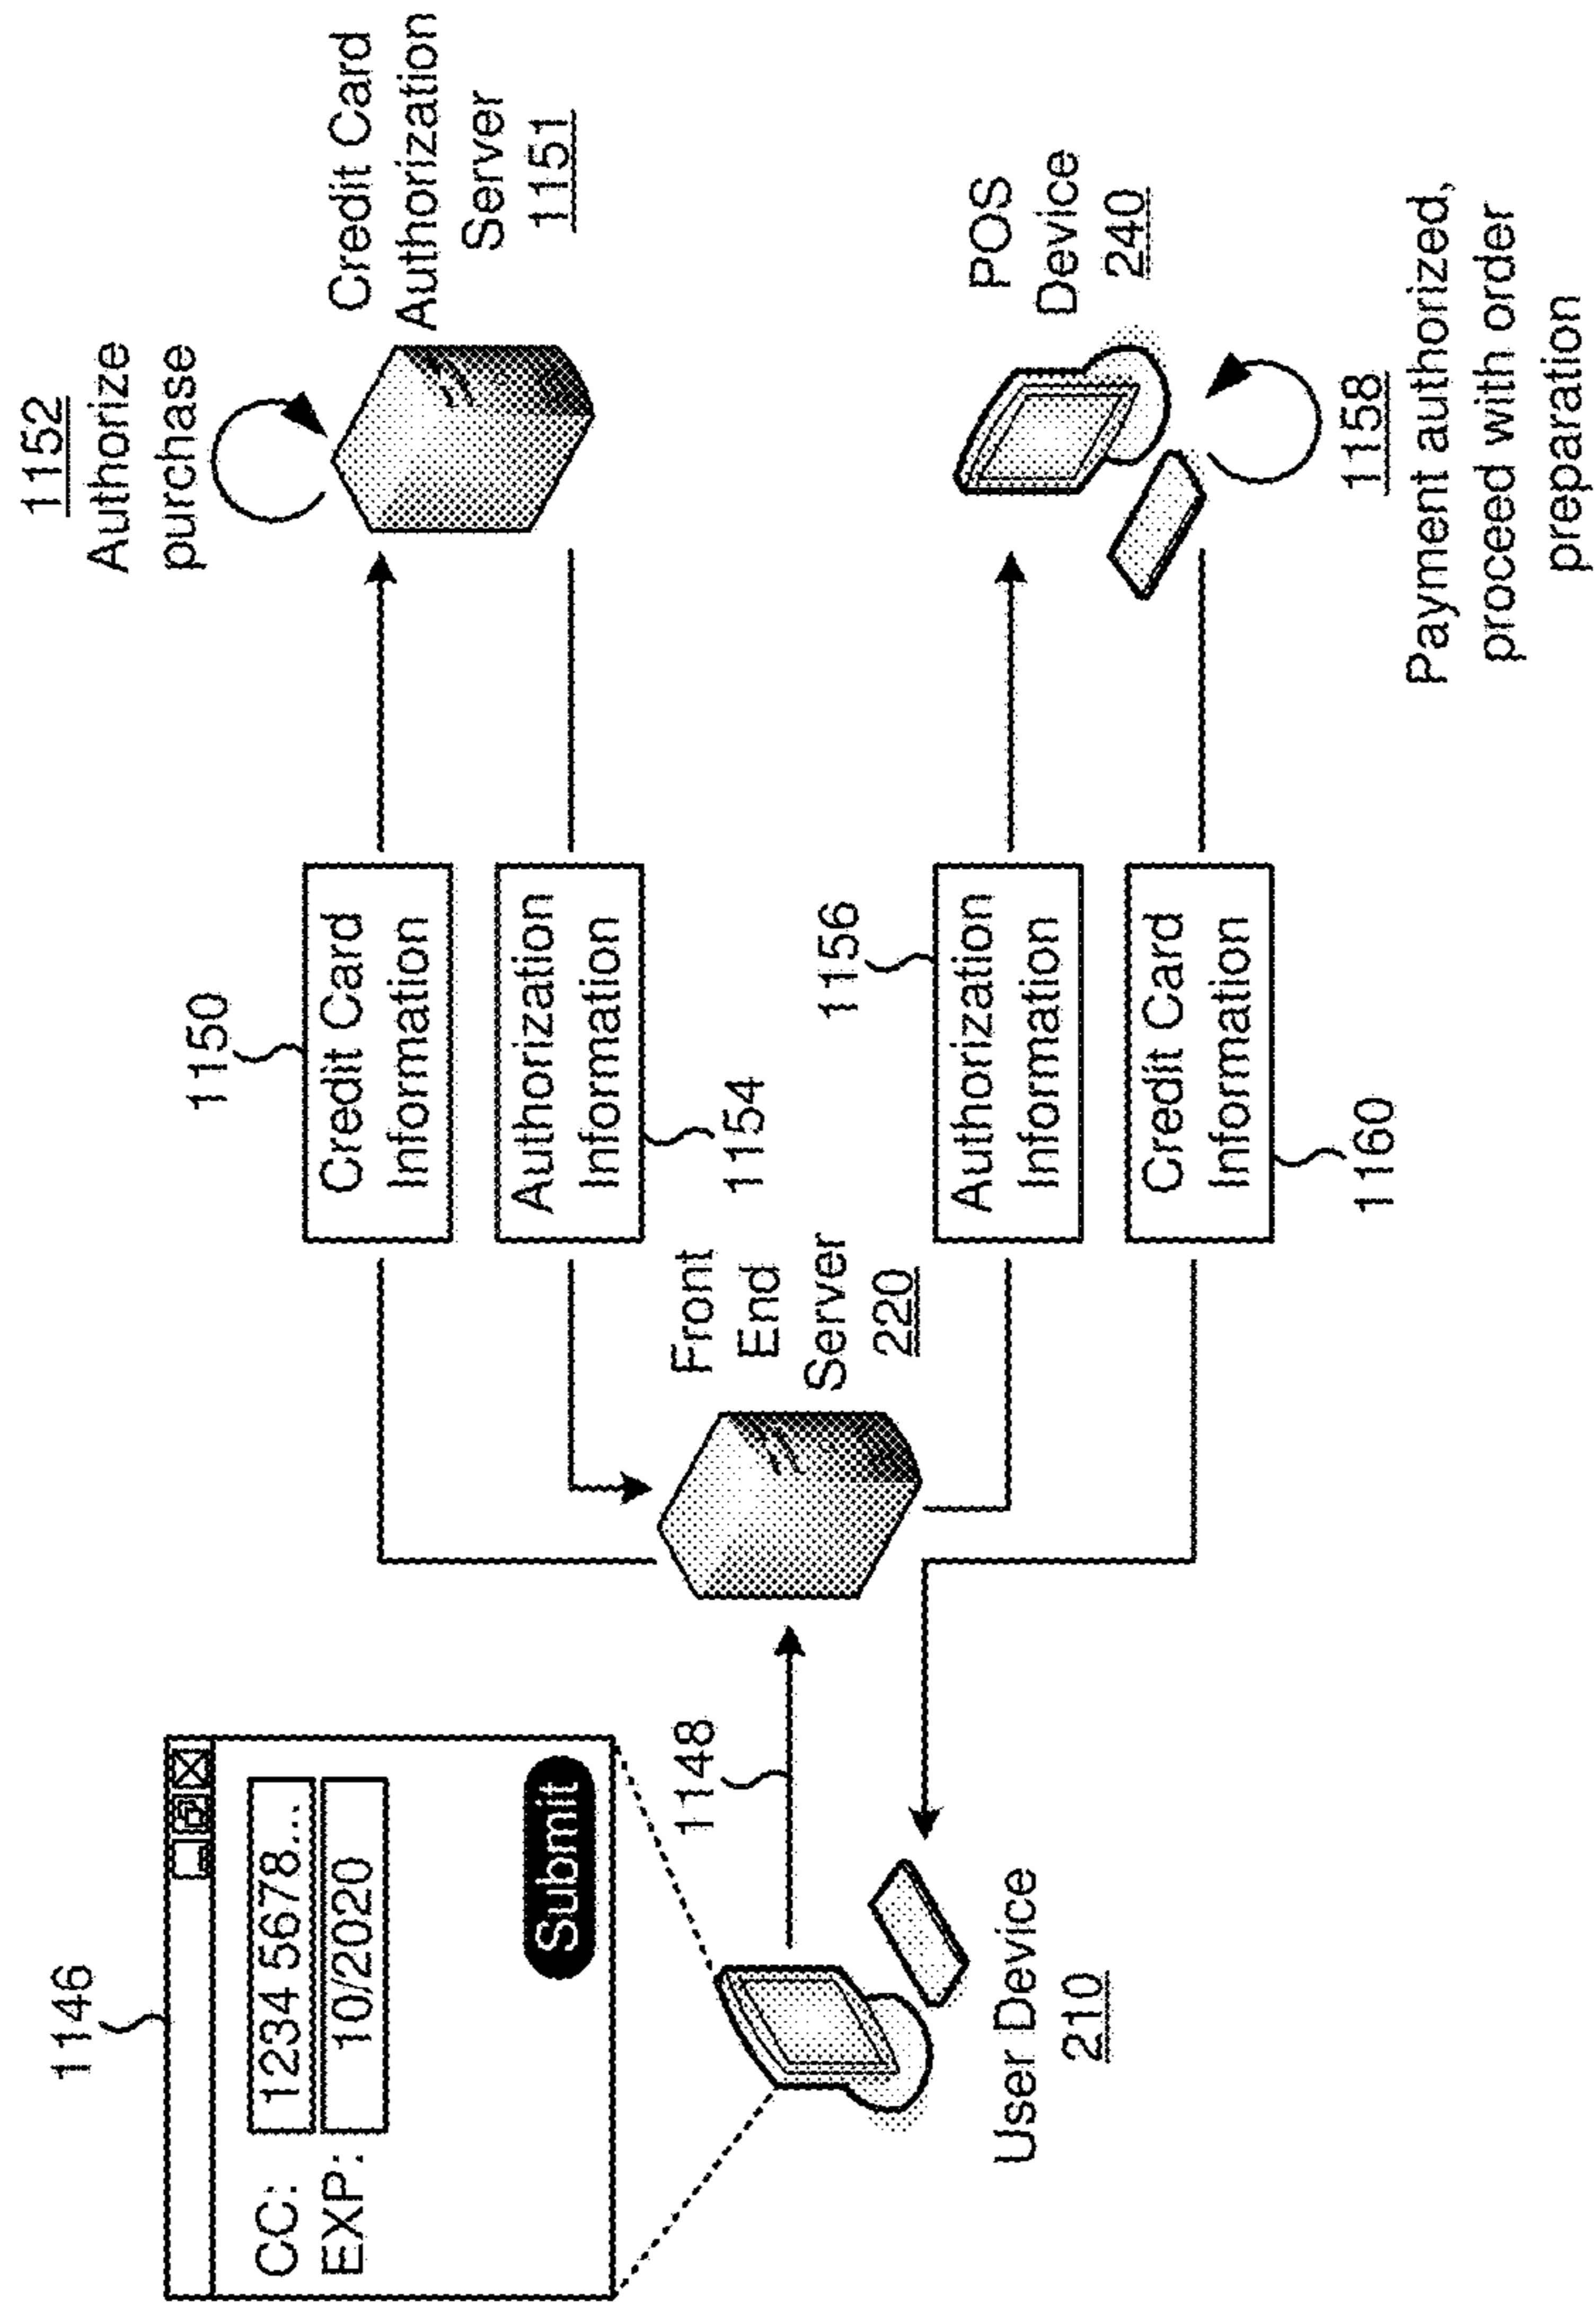 1146
CC: 1234 5678...
EXP: 10/2020
Submit
1148
User Device
210
Front
End
Server
220
1150
Credit Card
Information
Authorization
Information
1154
1156
Authorization
Information
Credit Card
Information
1160
1152
Authorize
purchase
Credit Card
Authorization
Server
1151
POS
Device
240
1158
Payment authorized,
proceed with order
preparation